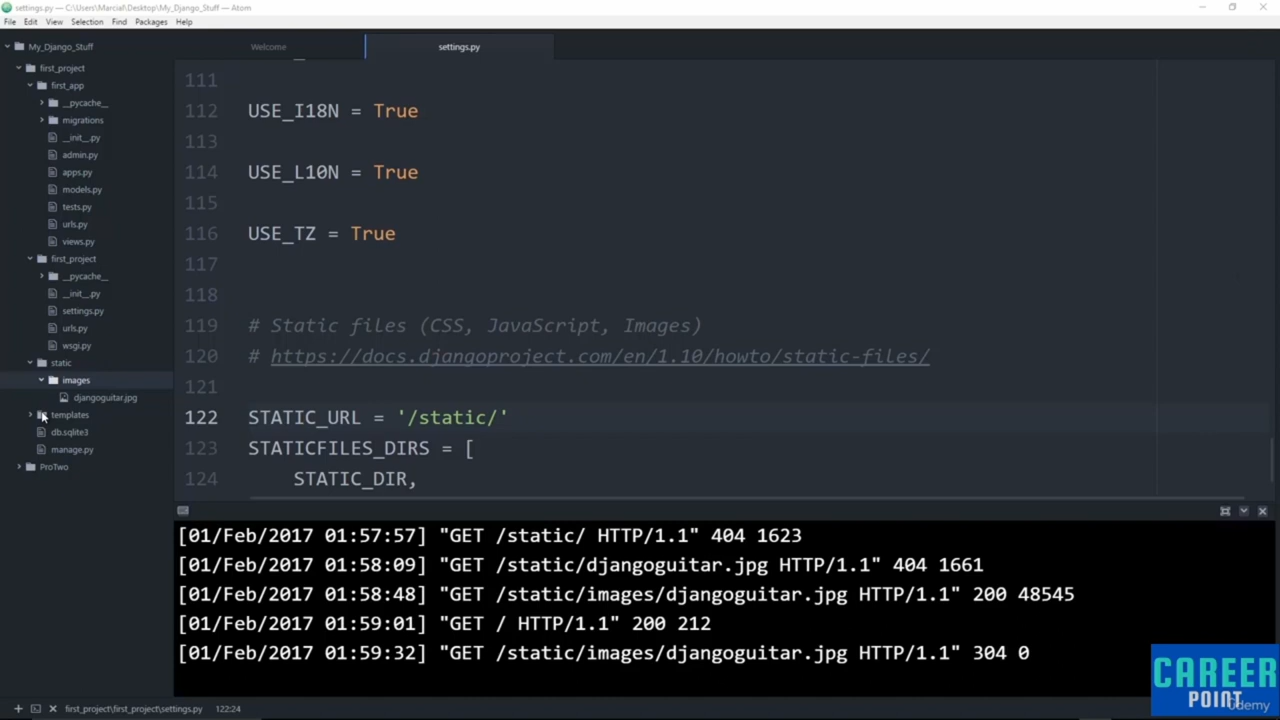 settings.py — C:\Users\Marcial\Desktop\My_Django_Stuff — Atom
File Edit View Selection Find Packages Help
My_Django_Stuff
first_project
first_app
__pycache__
migrations
__init__.py
admin.py
apps.py
models.py
tests.py
urls.py
views.py
first_project
__pycache__
__init__.py
settings.py
urls.py
wsgi.py
static
images
djangoguitar.jpg
templates
db.sqlite3
manage.py
ProTwo
Welcome
settings.py
111
112 USE_I18N = True
113
114 USE_L10N = True
115
116 USE_TZ = True
117
118
119 # Static files (CSS, JavaScript, Images)
120 # https://docs.djangoproject.com/en/1.10/howto/static-files/
121
122 STATIC_URL = '/static/'
123 STATICFILES_DIRS = [
124 STATIC_DIR,
[01/Feb/2017 01:57:57] "GET /static/ HTTP/1.1" 404 1623
[01/Feb/2017 01:58:09] "GET /static/djangoguitar.jpg HTTP/1.1" 404 1661
[01/Feb/2017 01:58:48] "GET /static/images/djangoguitar.jpg HTTP/1.1" 200 48545
[01/Feb/2017 01:59:01] "GET / HTTP/1.1" 200 212
[01/Feb/2017 01:59:32] "GET /static/images/djangoguitar.jpg HTTP/1.1" 304 0
first_project\first_project\settings.py 122:24
CAREER
POINT
Udemy